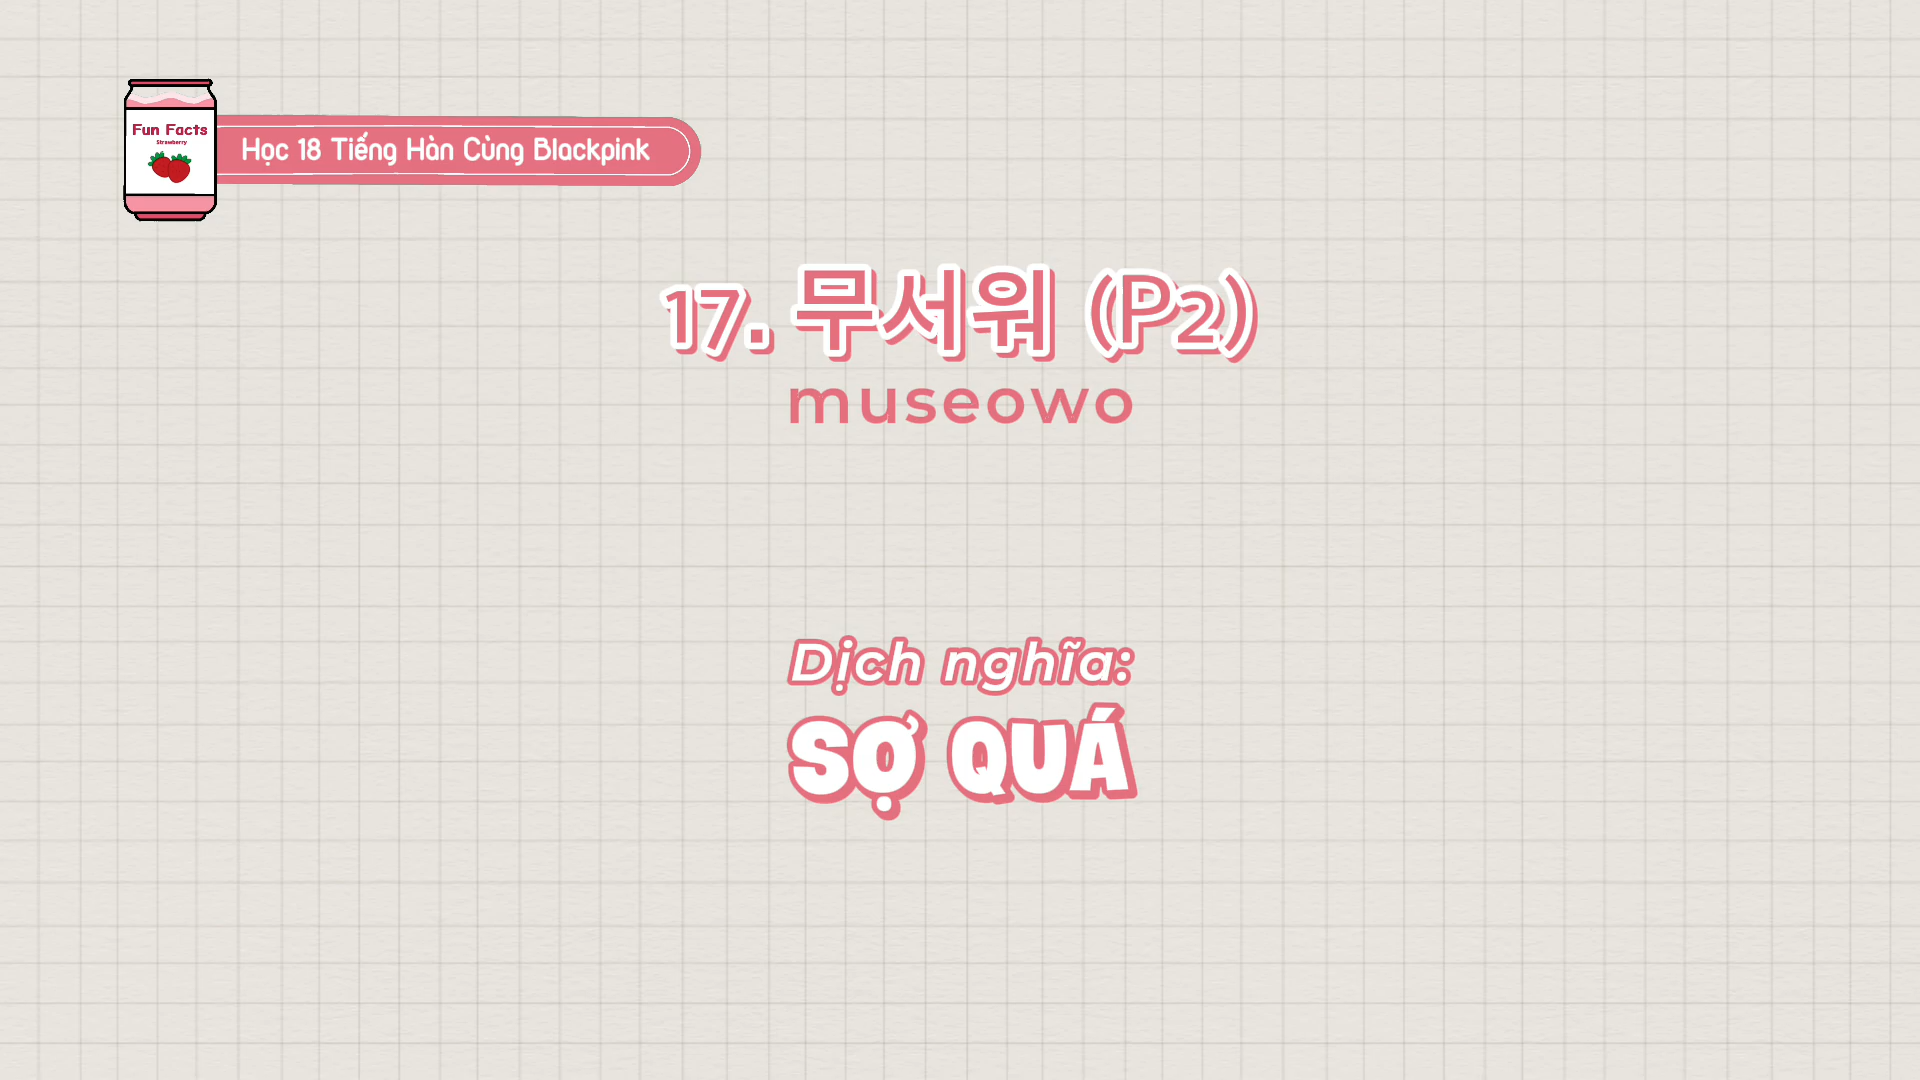 Fun Facts
Strawberry
Học 18 Tiếng Hàn Cùng Blackpink
17. 무서워 (P2)
museowo
Dịch nghĩa:
SỢ QUÁ